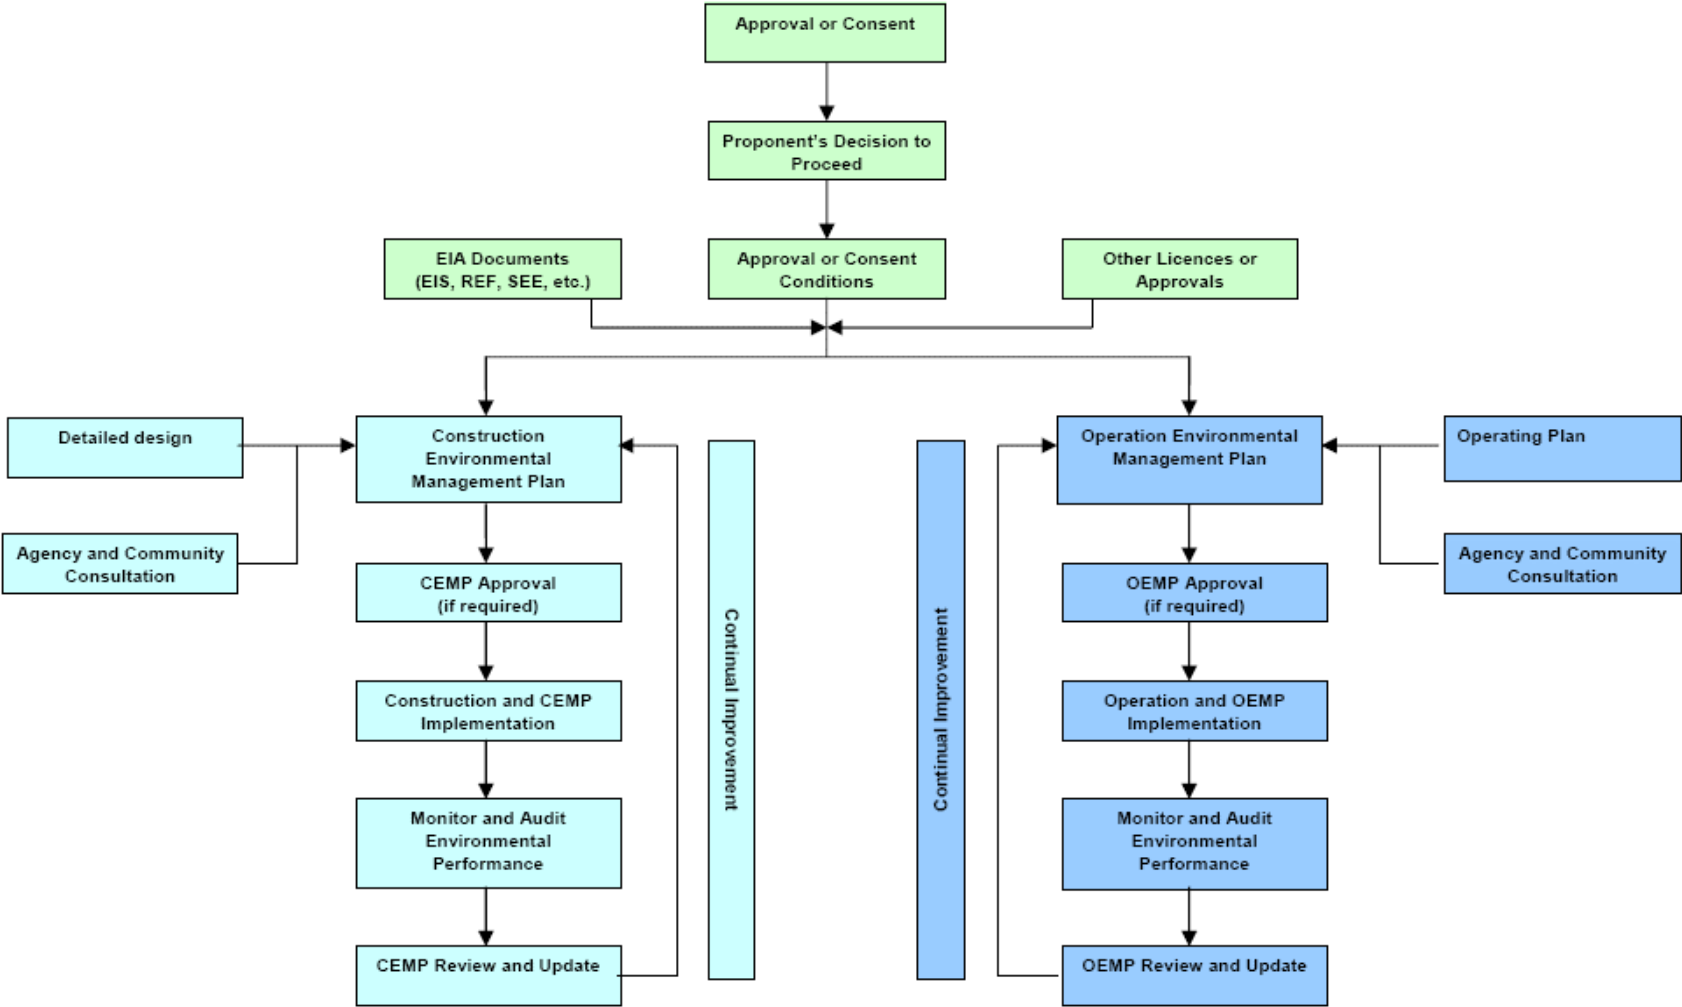 Approval or Consent
Proponent's Decision to
Proceed
EIA Documents
(EIS, REF, SEE, etc.)
Approval or Consent
Conditions
Other Licences or
Approvals
Detailed design
Agency and Community
Consultation
Construction
Environmental
Management Plan
CEMP Approval
(if required)
Construction and CEMP
Implementation
Monitor and Audit
Environmental
Performance
CEMP Review and Update
Continual Improvement
Continual Improvement
Operation Environmental
Management Plan
OEMP Approval
(if required)
Operation and OEMP
Implementation
Monitor and Audit
Environmental
Performance
OEMP Review and Update
Operating Plan
Agency and Community
Consultation